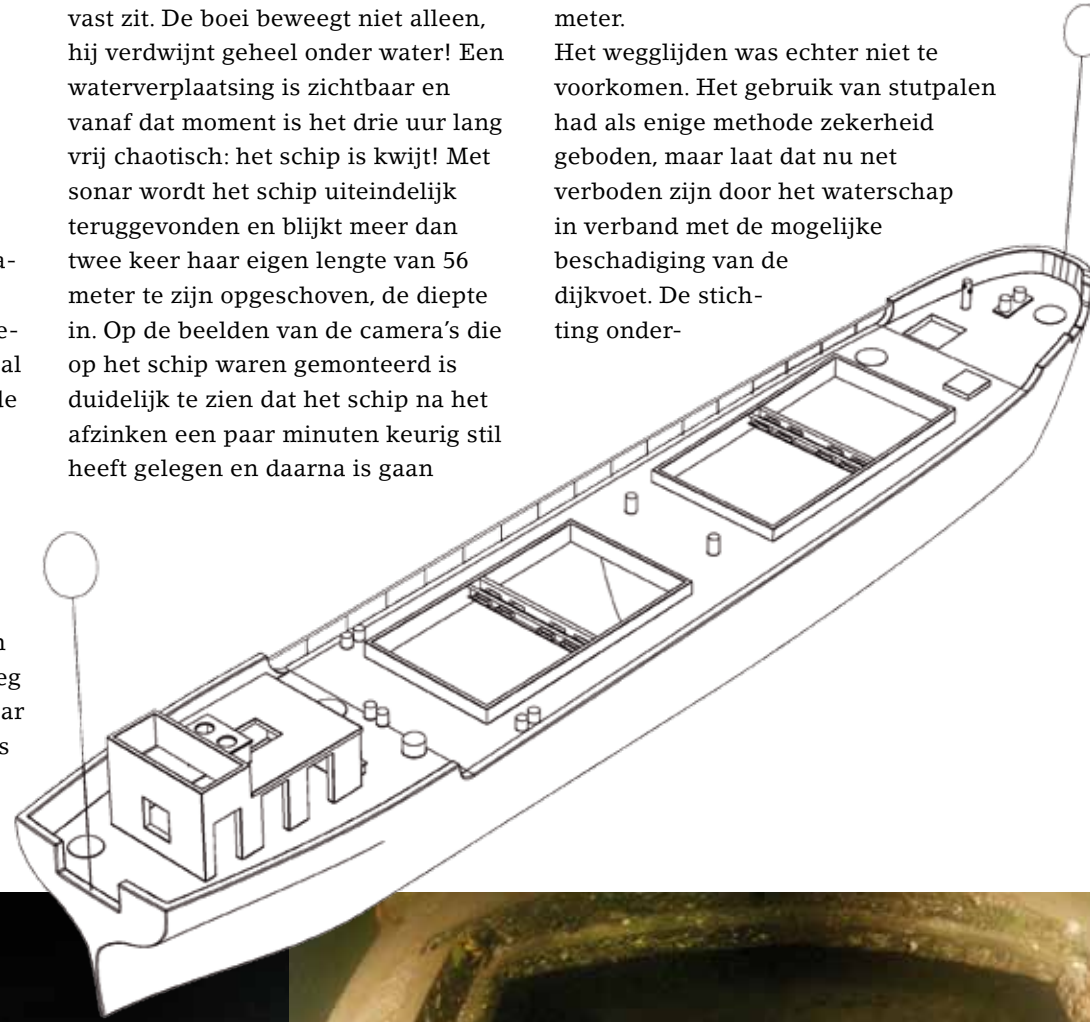 a-
e-
al
le
n
eg
ar
s
vast zit. De boei beweegt niet alleen,
hij verdwijnt geheel onder water! Een
waterverplaatsing is zichtbaar en
vanaf dat moment is het drie uur lang
vrij chaotisch: het schip is kwijt! Met
sonar wordt het schip uiteindelijk
teruggevonden en blijkt meer dan
twee keer haar eigen lengte van 56
meter te zijn opgeschoven, de diepte
in. Op de beelden van de camera’s die
op het schip waren gemonteerd is
duidelijk te zien dat het schip na het
afzinken een paar minuten keurig stil
heeft gelegen en daarna is gaan
meter.
Het wegglijden was echter niet te
voorkomen. Het gebruik van stutpalen
had als enige methode zekerheid
geboden, maar laat dat nu net
verboden zijn door het waterschap
in verband met de mogelijke
beschadiging van de
dijkvoet. De stich-
ting onder-